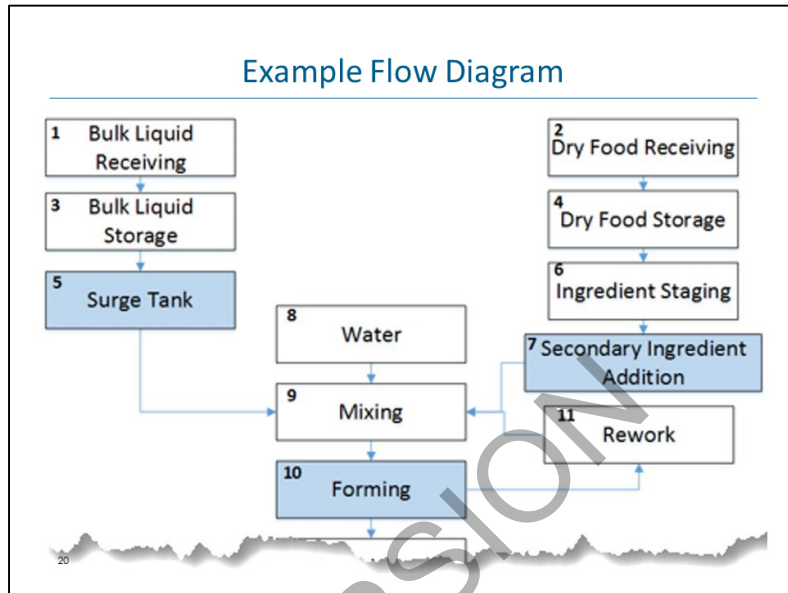 Example Flow Diagram
1 Bulk Liquid
Receiving
2 Dry Food Receiving
3 Bulk Liquid
Storage
4 Dry Food Storage
5 Surge Tank
6 Ingredient Staging
7 Secondary Ingredient
Addition
8 Water
9 Mixing
11 Rework
10 Forming
20
SION